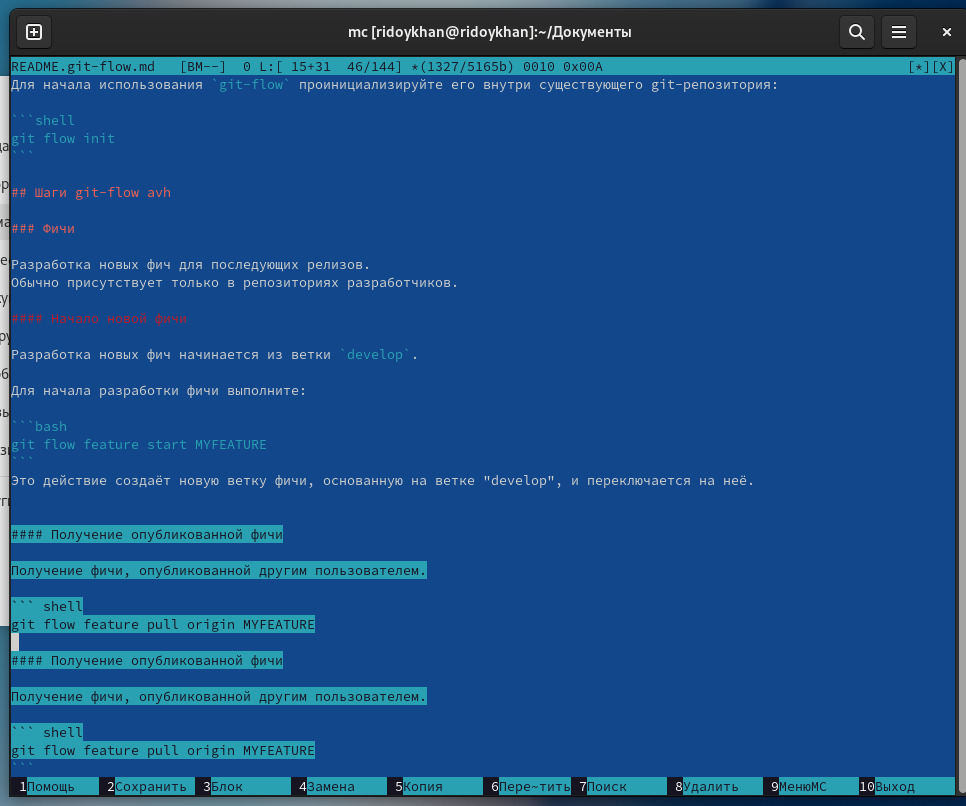 mc [ridoykhan@ridoykhan]:~/Документы
README.git-flow.md [BM--] 0 L:[ 15+31 46/144] *(1327/5165b) 0010 0x00A [*][X]
Для начала использования `git-flow` проинициализируйте его внутри существующего git-репозитория:
```shell
git flow init
```
## Шаги git-flow avh
### Фичи
Разработка новых фич для последующих релизов.
Обычно присутствует только в репозиториях разработчиков.
#### Начало новой фичи
Разработка новых фич начинается из ветки `develop`.
Для начала разработки фичи выполните:
```bash
git flow feature start MYFEATURE
```
Это действие создаёт новую ветку фичи, основанную на ветке "develop", и переключается на неё.
#### Получение опубликованной фичи
Получение фичи, опубликованной другим пользователем.
``` shell
git flow feature pull origin MYFEATURE
#### Получение опубликованной фичи
Получение фичи, опубликованной другим пользователем.
``` shell
git flow feature pull origin MYFEATURE
```
1Помощь 2Сохранить 3Блок 4Замена 5Копия 6Пере~тить 7Поиск 8Удалить 9МенюMC 10Выход